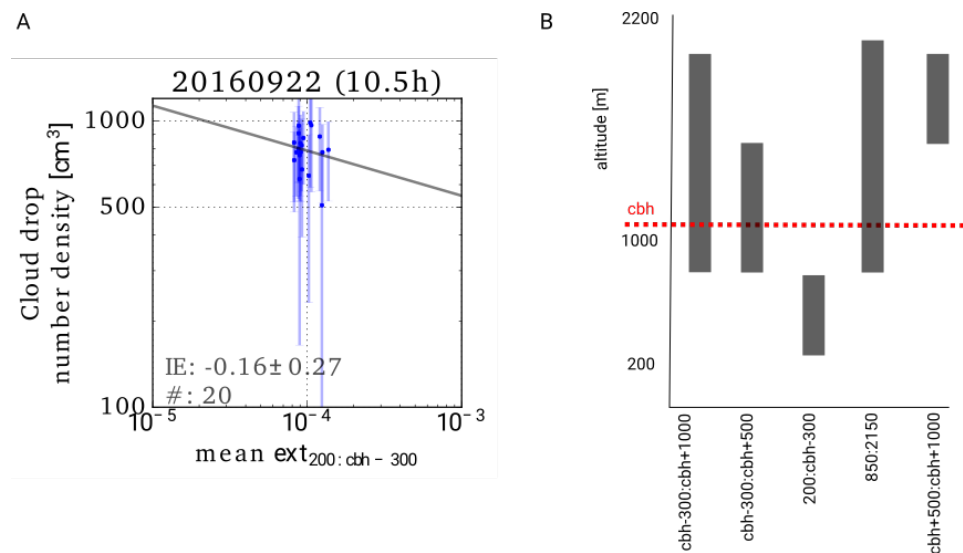 A
20160922 (10.5h)
1000
500
100
Cloud drop
number density [cm³]
IE: -0.16± 0.27
#: 20
10⁻⁵
10⁻⁴
10⁻³
mean ext₂₀₀:cbh−300
B
2200
altitude [m]
cbh
1000
200
cbh-300:cbh+1000
cbh-300:cbh+500
200:cbh-300
850:2150
cbh+500:cbh+1000